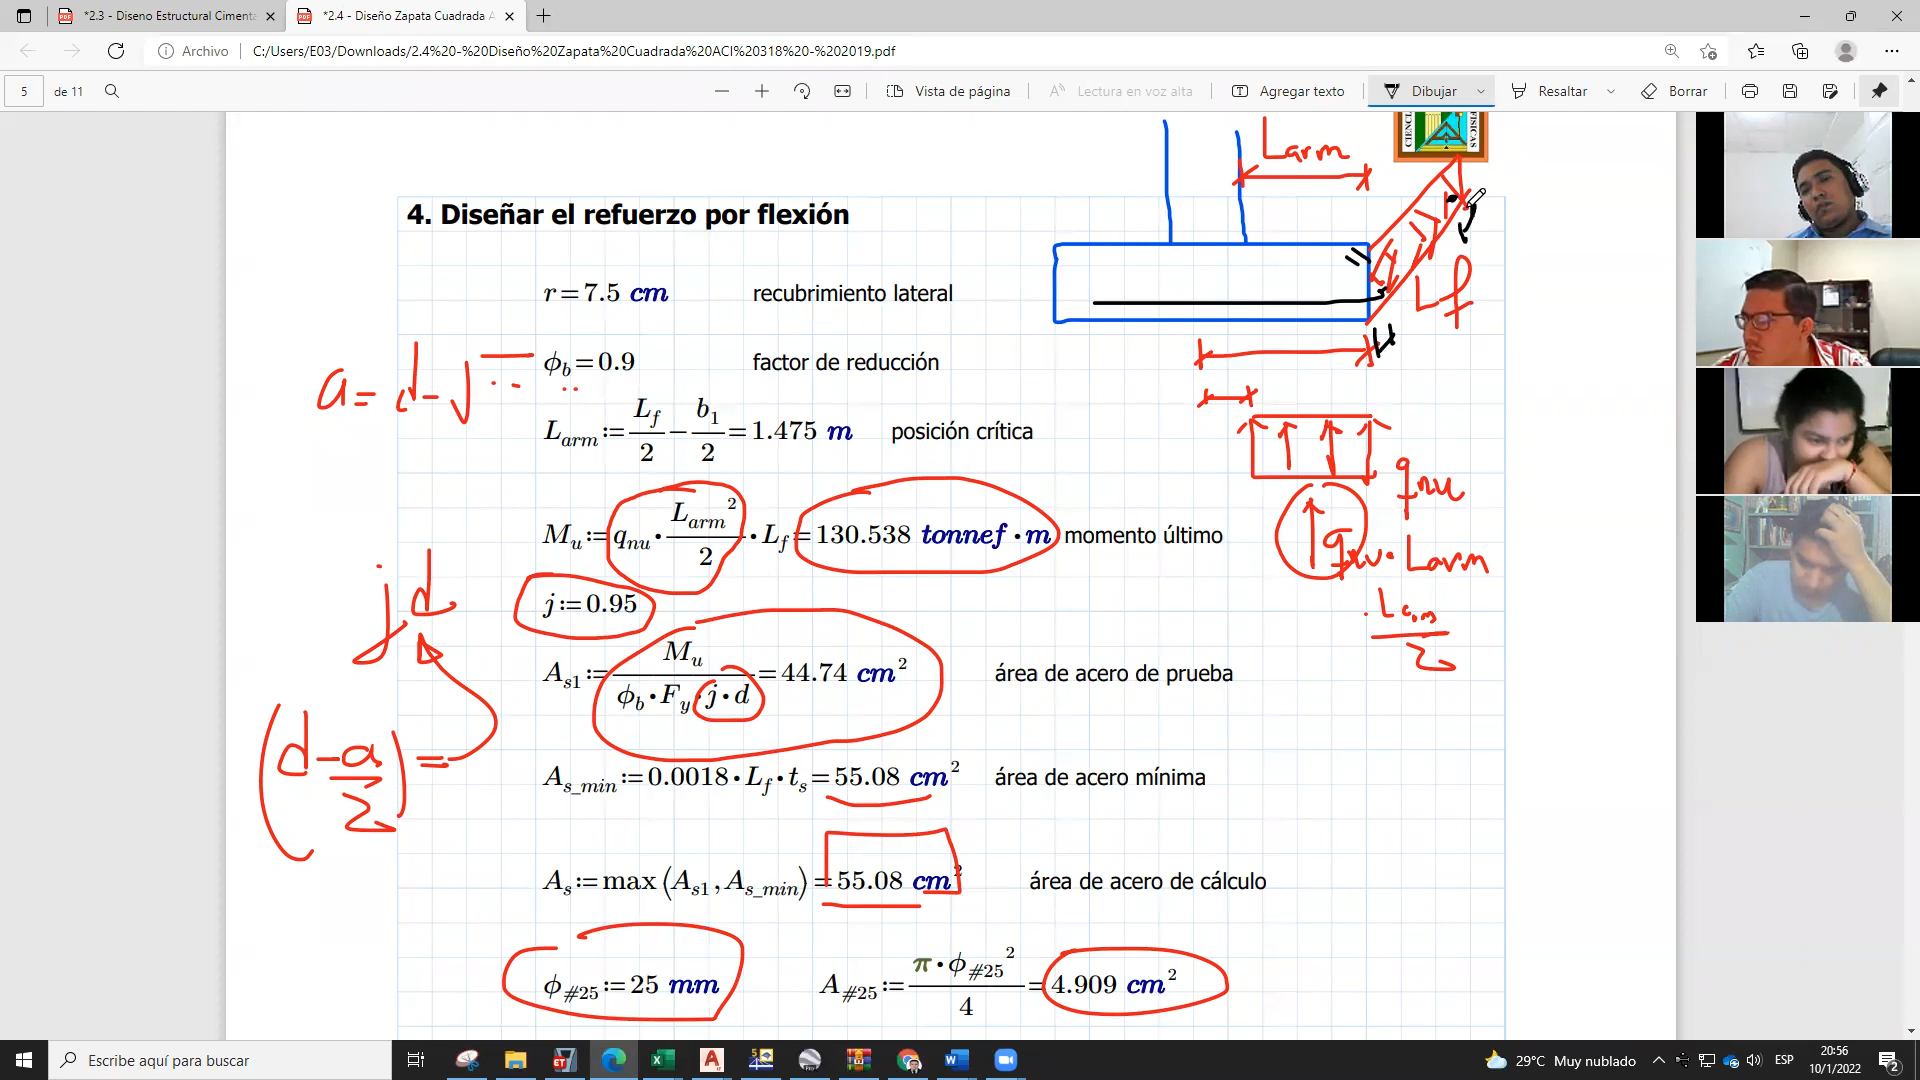 *2.3 - Diseno Estructural Ciment
*2.4 - Diseño Zapata Cuadrada A
Archivo
C:/Users/E03/Downloads/2.4%20-%20Diseño%20Zapata%20Cuadrada%20ACI%20318%20-%202019.pdf
5 de 11
Vista de página
Lectura en voz alta
Agregar texto
Dibujar
Resaltar
Borrar
CIENCI
FISICAS
Larm
4. Diseñar el refuerzo por flexión
r = 7.5 cm recubrimiento lateral
Lf
a = d - √
ϕb = 0.9 factor de reducción
Larm := Lf/2 − b1/2 = 1.475 m posición crítica
qnu
Mu := qnu · Larm²/2 · Lf = 130.538 tonnef · m momento último
qnu · Larm
· Larm/2
jd
j := 0.95
As1 := Mu/(ϕb · Fy · j · d) = 44.74 cm² área de acero de prueba
(d - a/2) =
As_min := 0.0018 · Lf · ts = 55.08 cm² área de acero mínima
As := max (As1, As_min) = 55.08 cm² área de acero de cálculo
ϕ#25 := 25 mm A#25 := π · ϕ#25²/4 = 4.909 cm²
Escribe aquí para buscar
29°C Muy nublado
ESP
20:56
10/1/2022
2